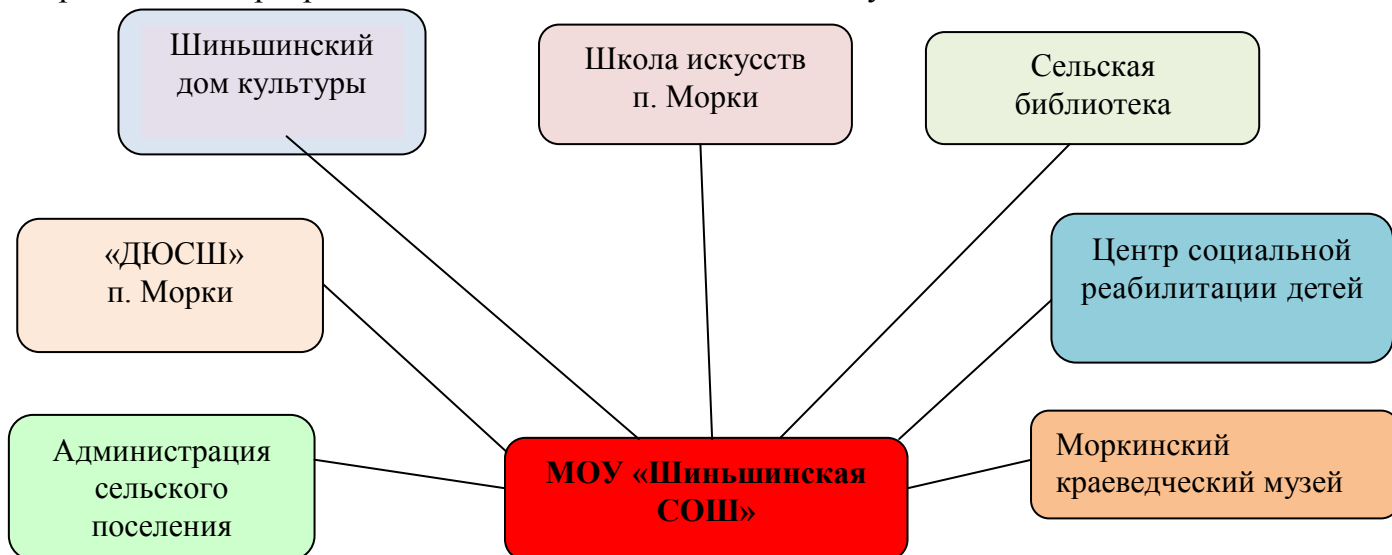 Шиньшинский
дом культуры
Школа искусств
п. Морки
Сельская
библиотека
«ДЮСШ»
п. Морки
Центр социальной
реабилитации детей
Администрация
сельского
поселения
МОУ «Шиньшинская
СОШ»
Моркинский
краеведческий музей